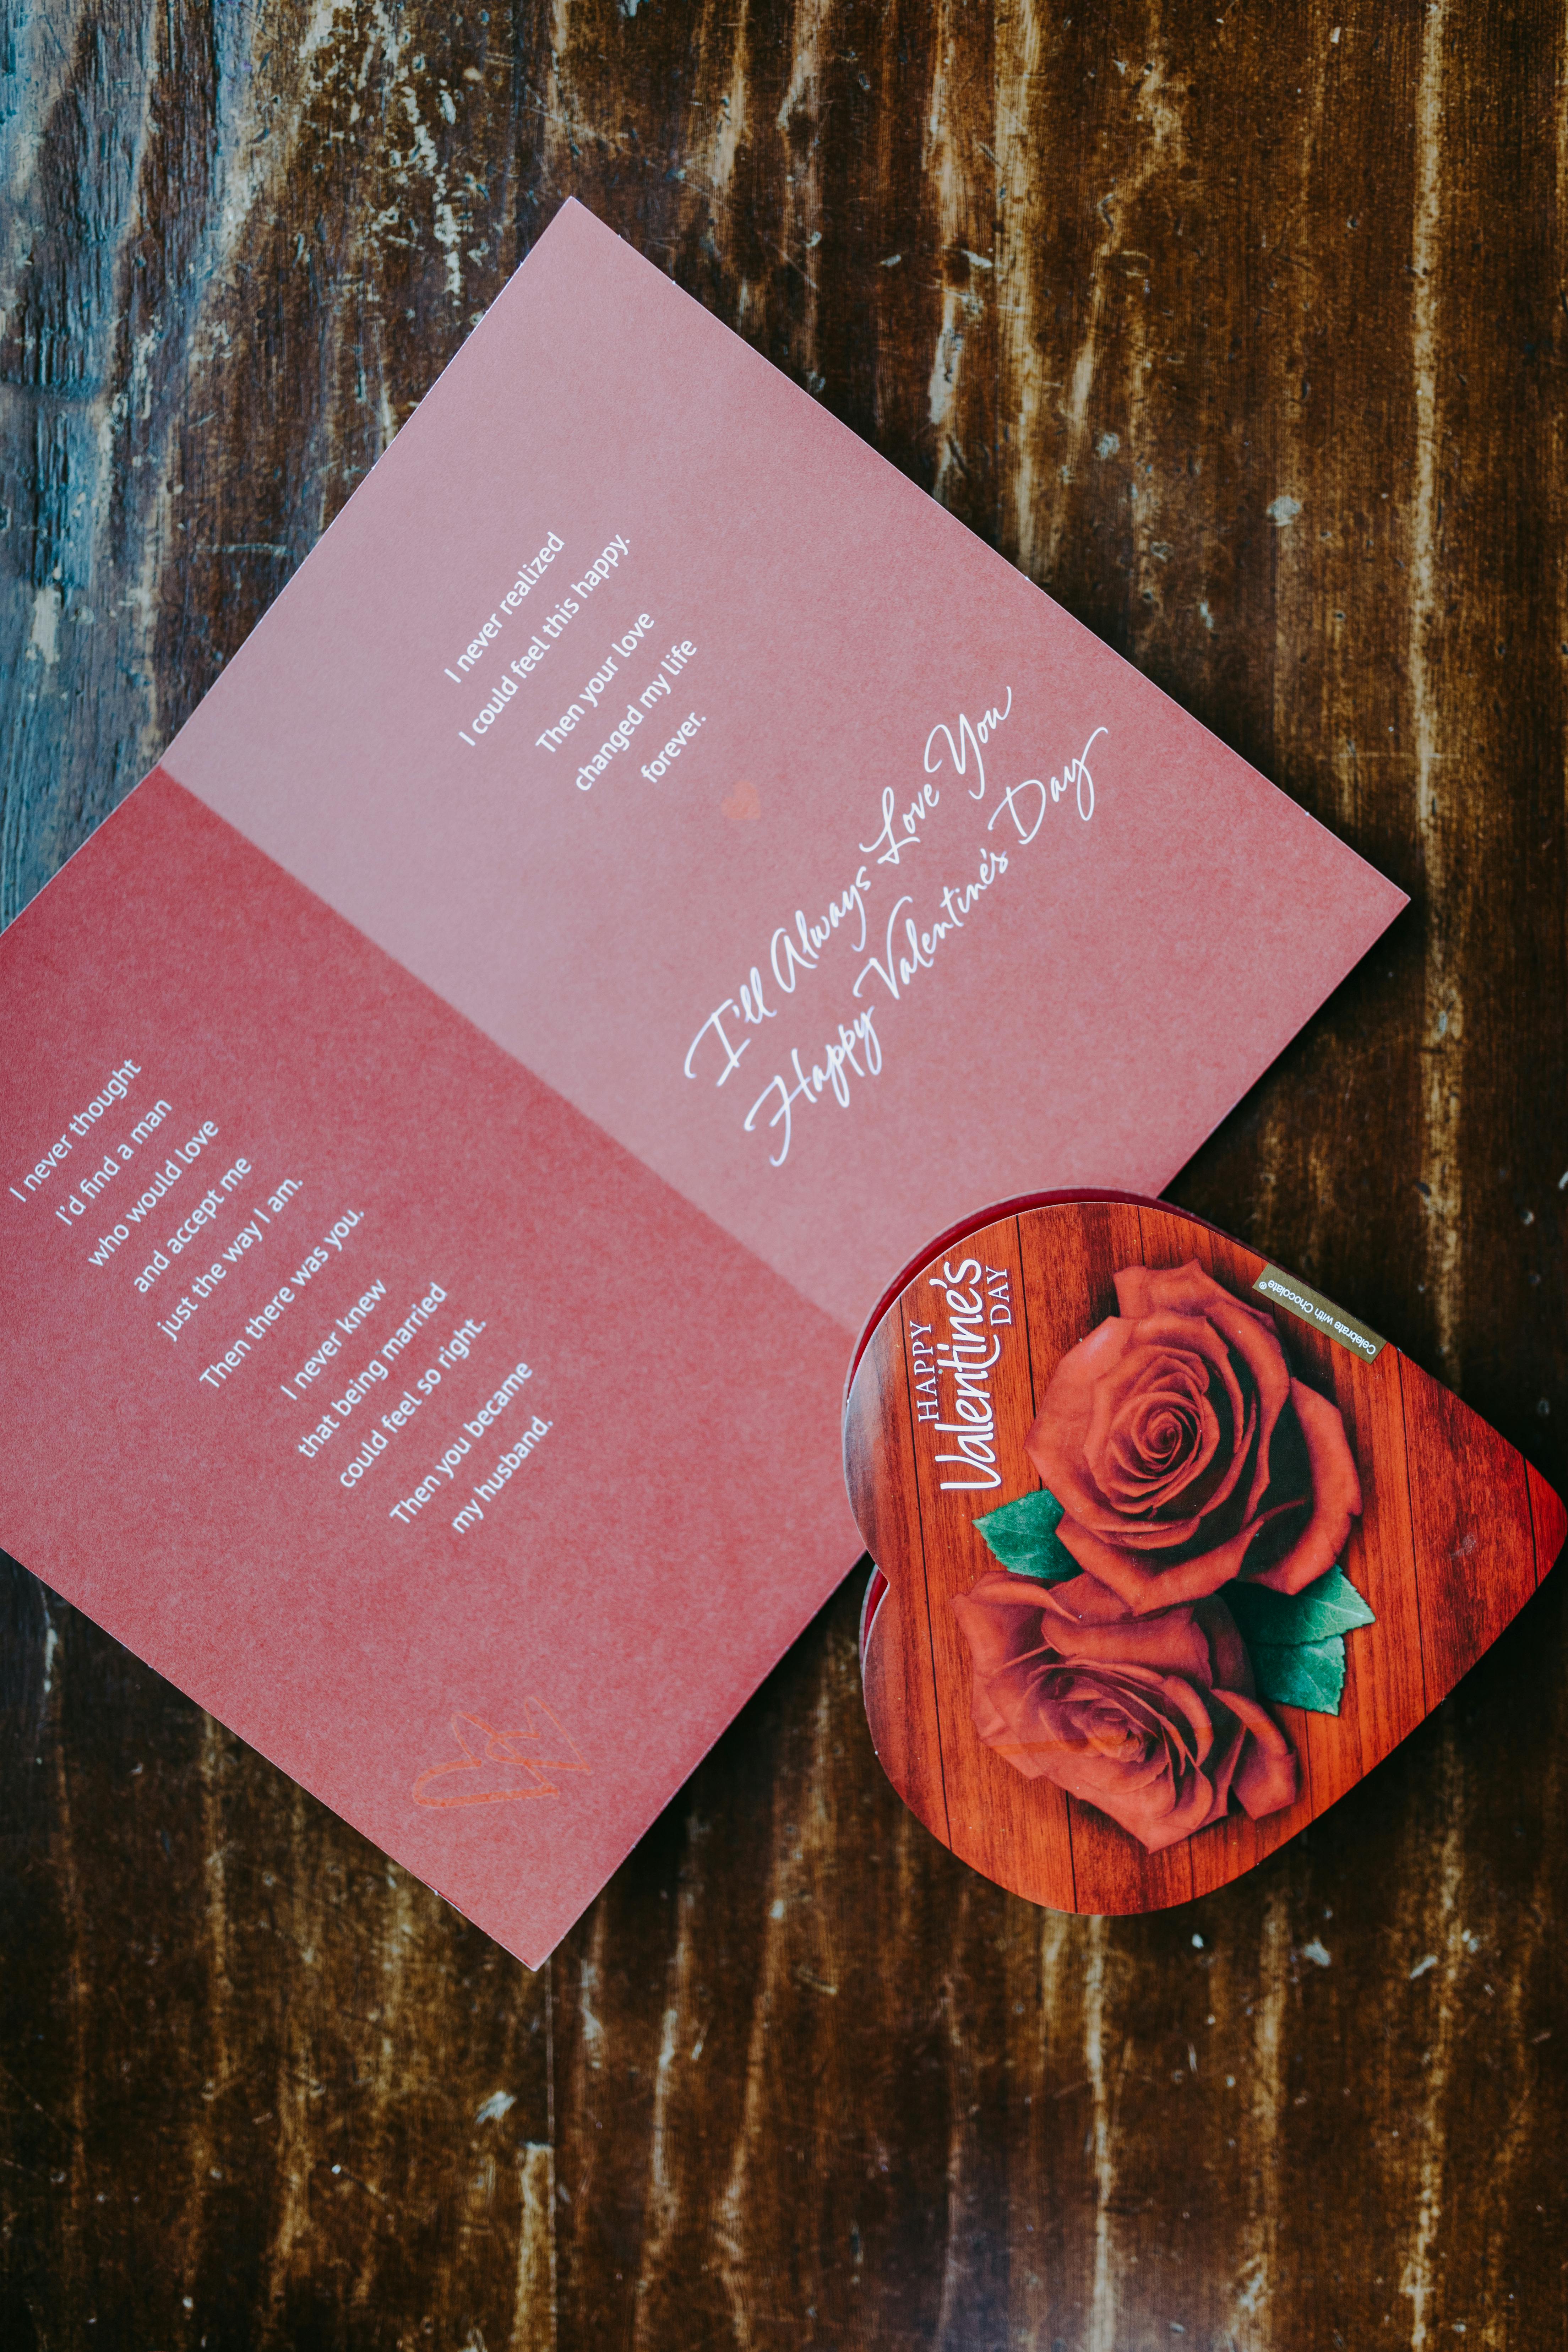 I never thought
I'd find a man
who would love
and accept me
just the way I am.
Then there was you.
I never knew
that being married
could feel so right.
Then you became
my husband.
I never realized
I could feel this happy.
Then your love
changed my life
forever.
I'll Always Love You
Happy Valentine's Day
HAPPY
Valentine's
DAY
Celebrate with Chocolate®